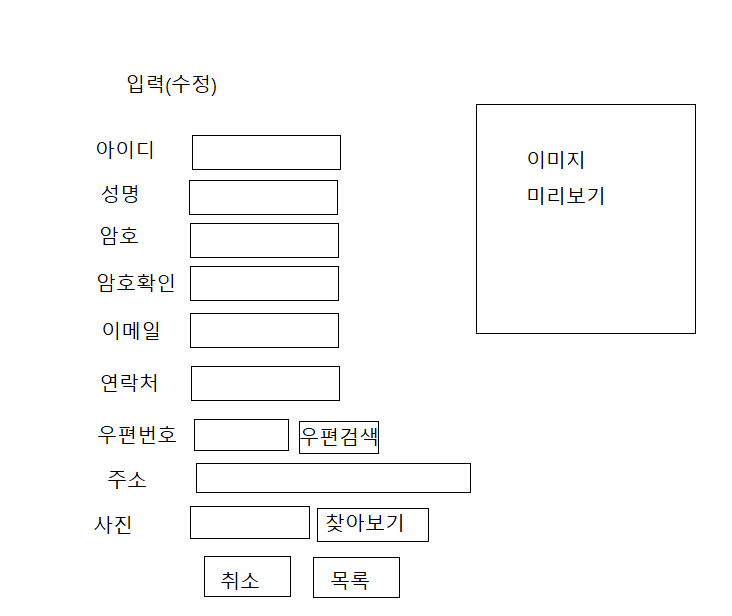 입력(수정)
아이디
성명
암호
암호확인
이메일
연락처
우편번호 우편검색
주소
사진 찾아보기
취소 목록
이미지
미리보기